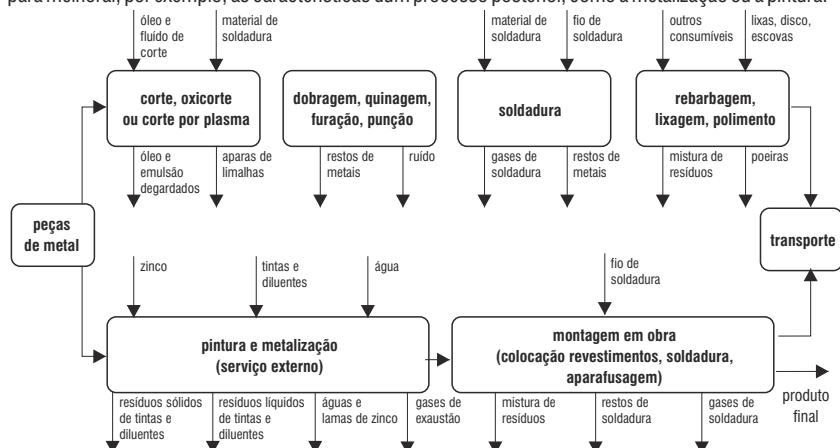 para melhorar, por exemplo, as características dum processo posterior, como a metalização ou a pintura.
óleo e
fluído de
corte
material de
soldadura
material de
soldadura
fio de
soldadura
outros
consumíveis
lixas, disco,
escovas
corte, oxicorte
ou corte por plasma
dobragem, quinagem,
furação, punção
soldadura
rebarbagem,
lixagem, polimento
óleo e
emulsão
degardados
aparas de
limalhas
restos de
metais
ruído
gases de
soldadura
restos de
metais
mistura de
resíduos
poeiras
peças
de metal
transporte
zinco
tintas e
diluentes
água
fio de
soldadura
pintura e metalização
(serviço externo)
montagem em obra
(colocação revestimentos, soldadura,
aparafusagem)
produto
final
resíduos sólidos
de tintas e
diluentes
resíduos líquidos
de tintas e
diluentes
águas e
lamas de zinco
gases de
exaustão
mistura de
resíduos
restos de
soldadura
gases de
soldadura